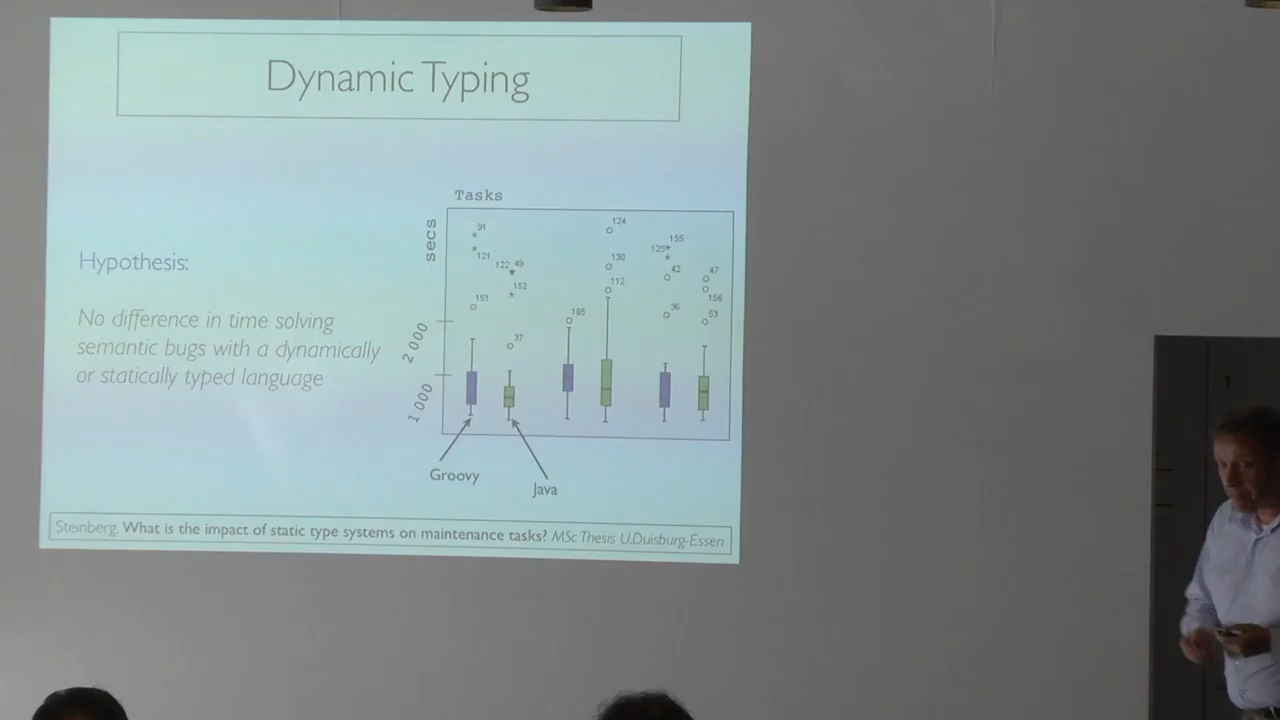 Dynamic Typing
Tasks
secs
2 000
1 000
91
121
151
122 49
152
37
165
124
130
112
155
125
42
36
47
156
53
Hypothesis:
No difference in time solving
semantic bugs with a dynamically
or statically typed language
Groovy
Java
Steinberg. What is the impact of static type systems on maintenance tasks? MSc Thesis U.Duisburg-Essen
1